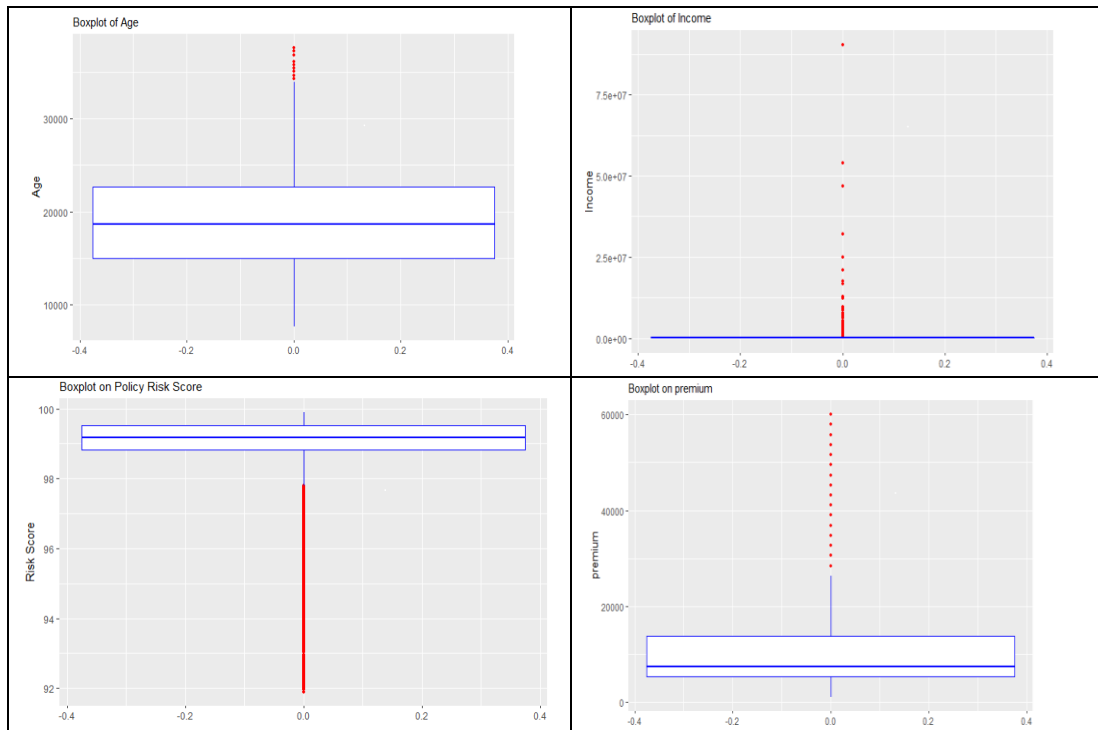 Boxplot of Age
Age
30000
20000
10000
-0.4 -0.2 0.0 0.2 0.4
Boxplot of Income
Income
7.5e+07
5.0e+07
2.5e+07
0.0e+00
-0.4 -0.2 0.0 0.2 0.4
Boxplot on Policy Risk Score
Risk Score
100
98
96
94
92
-0.4 -0.2 0.0 0.2 0.4
Boxplot on premium
premium
60000
40000
20000
0
-0.4 -0.2 0.0 0.2 0.4